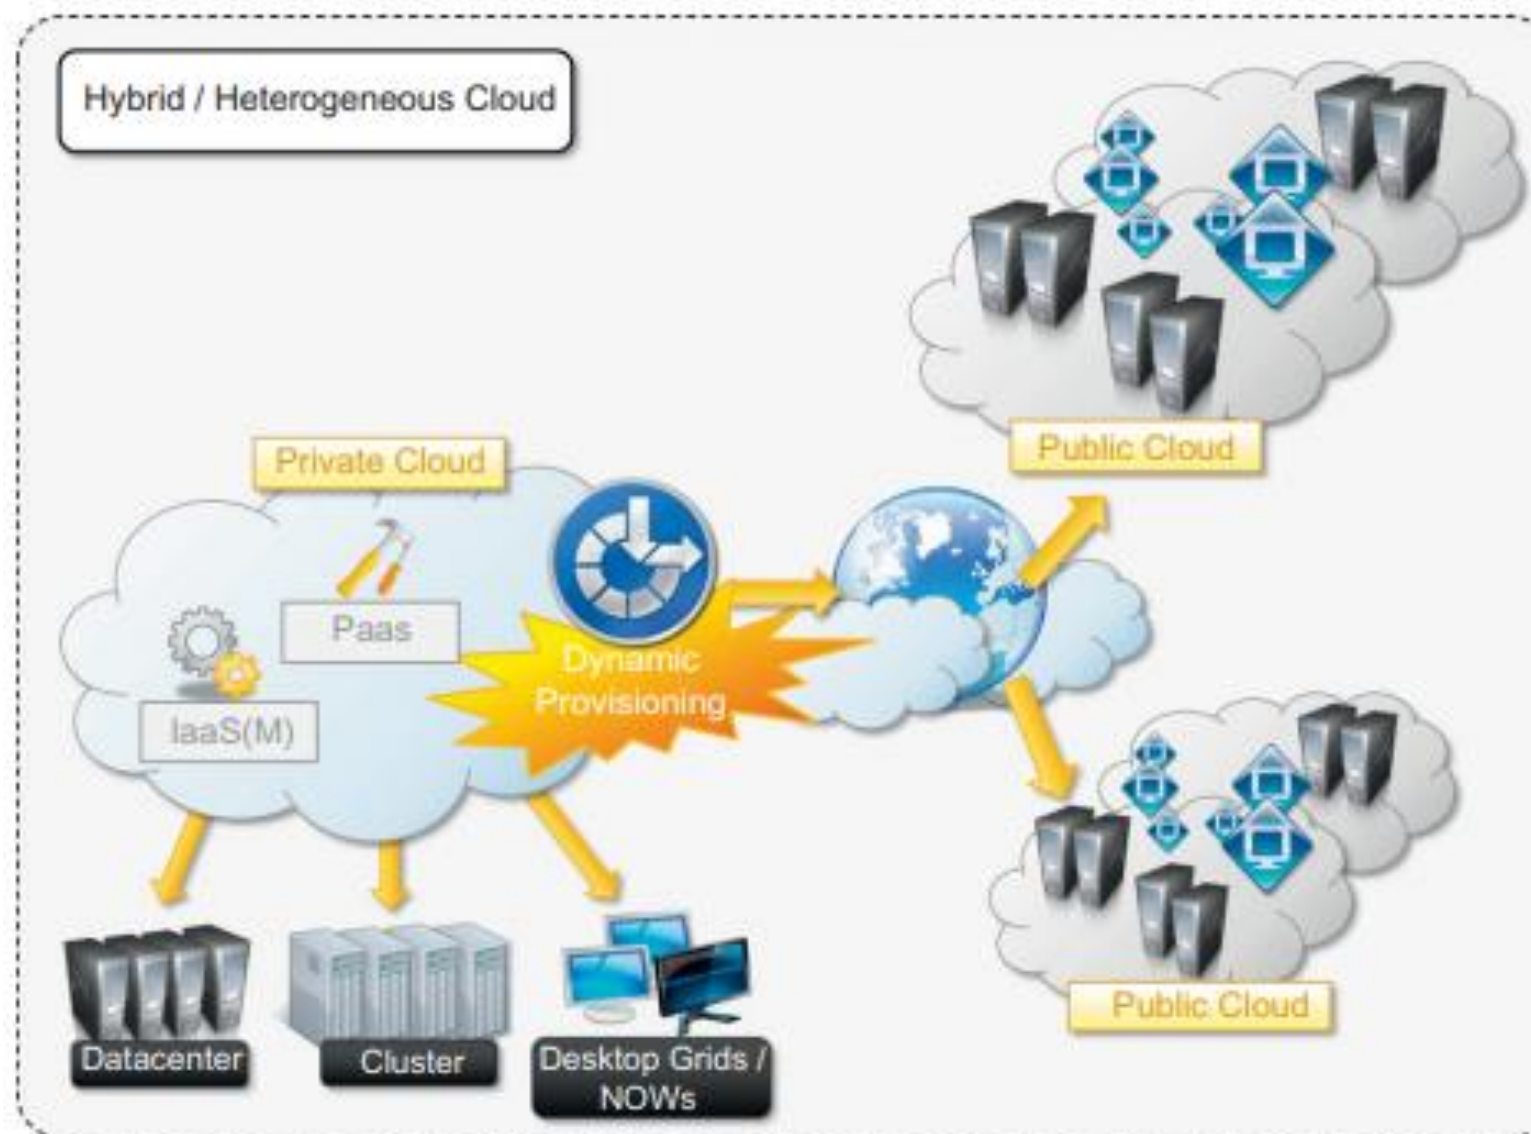 Hybrid / Heterogeneous Cloud
Public Cloud
Private Cloud
Paas
IaaS(M)
Dynamic
Provisioning
Public Cloud
Datacenter
Cluster
Desktop Grids /
NOWs